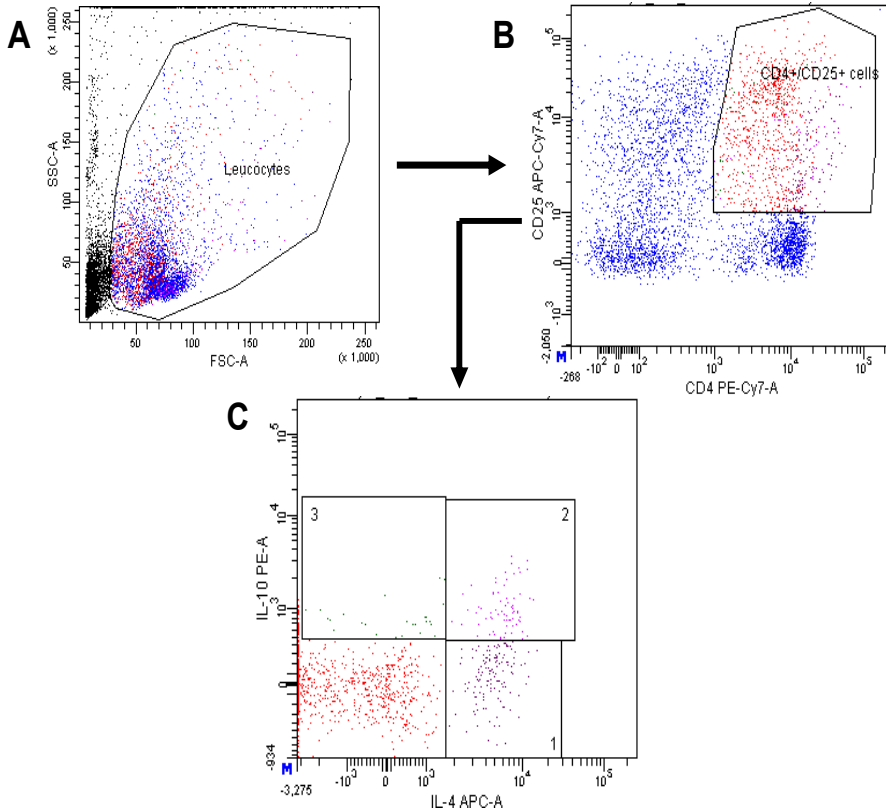 A
(x 1,000)
250
200
150
100
50
SSC-A
Leucocytes
50 100 150 200 250
FSC-A
(x 1,000)
B
CD25 APC-Cy7-A
10^5
10^4
10^3
0
-10^3
-2,050
CD4+/CD25+ cells
M
-268
-10^2 0 10^2 10^3 10^4 10^5
CD4 PE-Cy7-A
C
IL-10 PE-A
10^5
10^4
10^3
0
-934
3
2
1
M
-3,275
-10^3 0 10^3 10^4 10^5
IL-4 APC-A